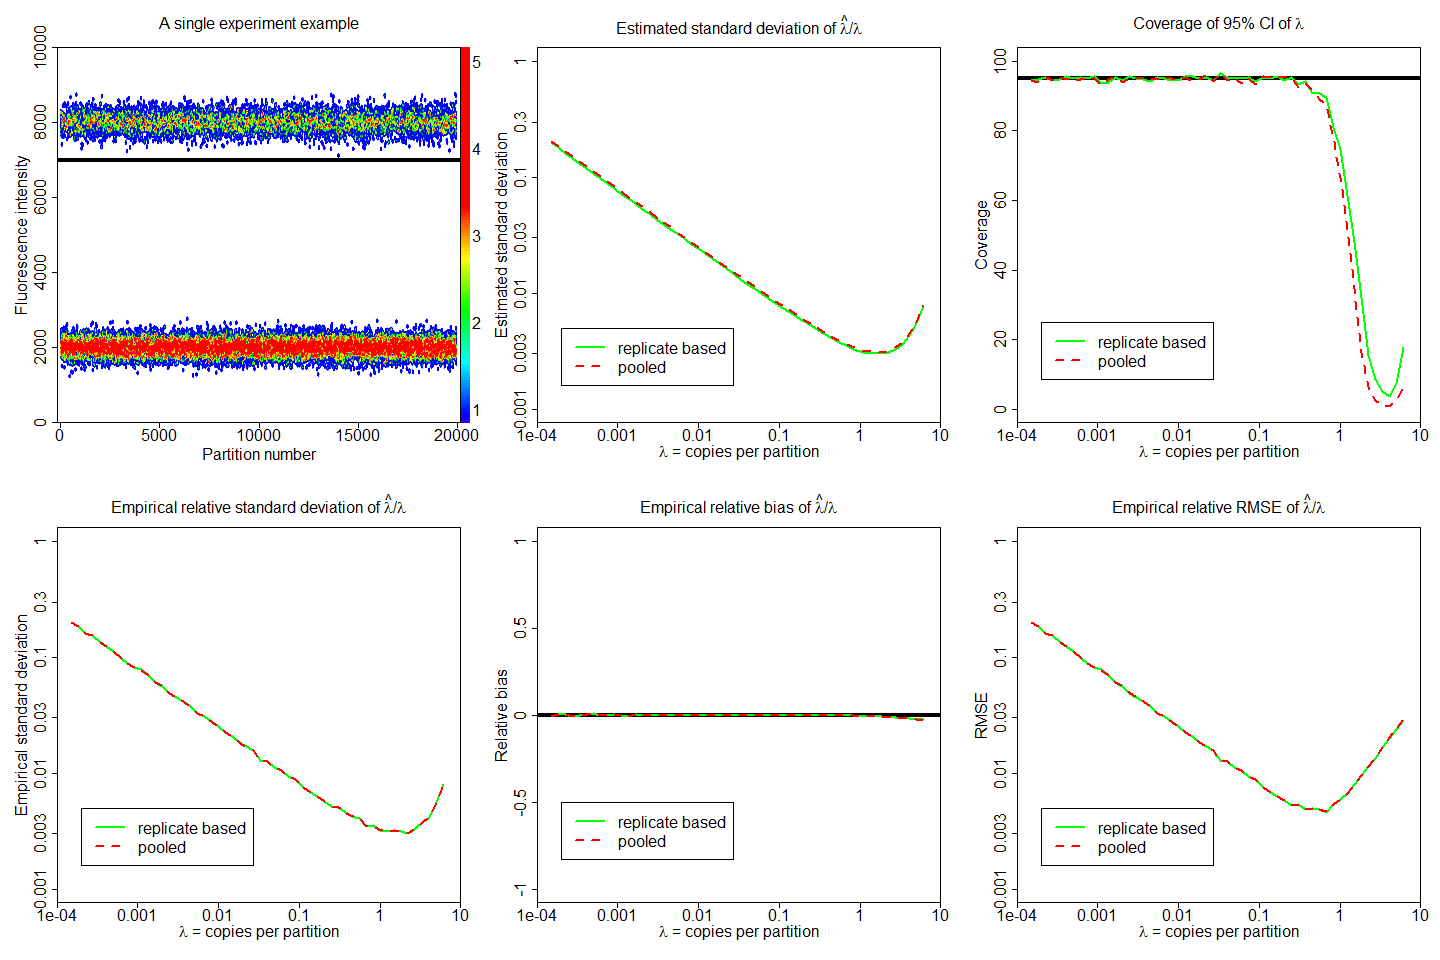 A single experiment example
Fluorescence intensity
0
2000
4000
6000
8000
10000
1
2
3
4
5
0
5000
10000
15000
20000
Partition number
Estimated standard deviation of λ̂/λ
Estimated standard deviation
0.001
0.003
0.01
0.03
0.1
0.3
1
replicate based
pooled
1e-04
0.001
0.01
0.1
1
10
λ = copies per partition
Coverage of 95% CI of λ
Coverage
0
20
40
60
80
100
replicate based
pooled
1e-04
0.001
0.01
0.1
1
10
λ = copies per partition
Empirical relative standard deviation of λ̂/λ
Empirical standard deviation
0.001
0.003
0.01
0.03
0.1
0.3
1
replicate based
pooled
1e-04
0.001
0.01
0.1
1
10
λ = copies per partition
Empirical relative bias of λ̂/λ
Relative bias
-1
-0.5
0
0.5
1
replicate based
pooled
1e-04
0.001
0.01
0.1
1
10
λ = copies per partition
Empirical relative RMSE of λ̂/λ
RMSE
0.001
0.003
0.01
0.03
0.1
0.3
1
replicate based
pooled
1e-04
0.001
0.01
0.1
1
10
λ = copies per partition